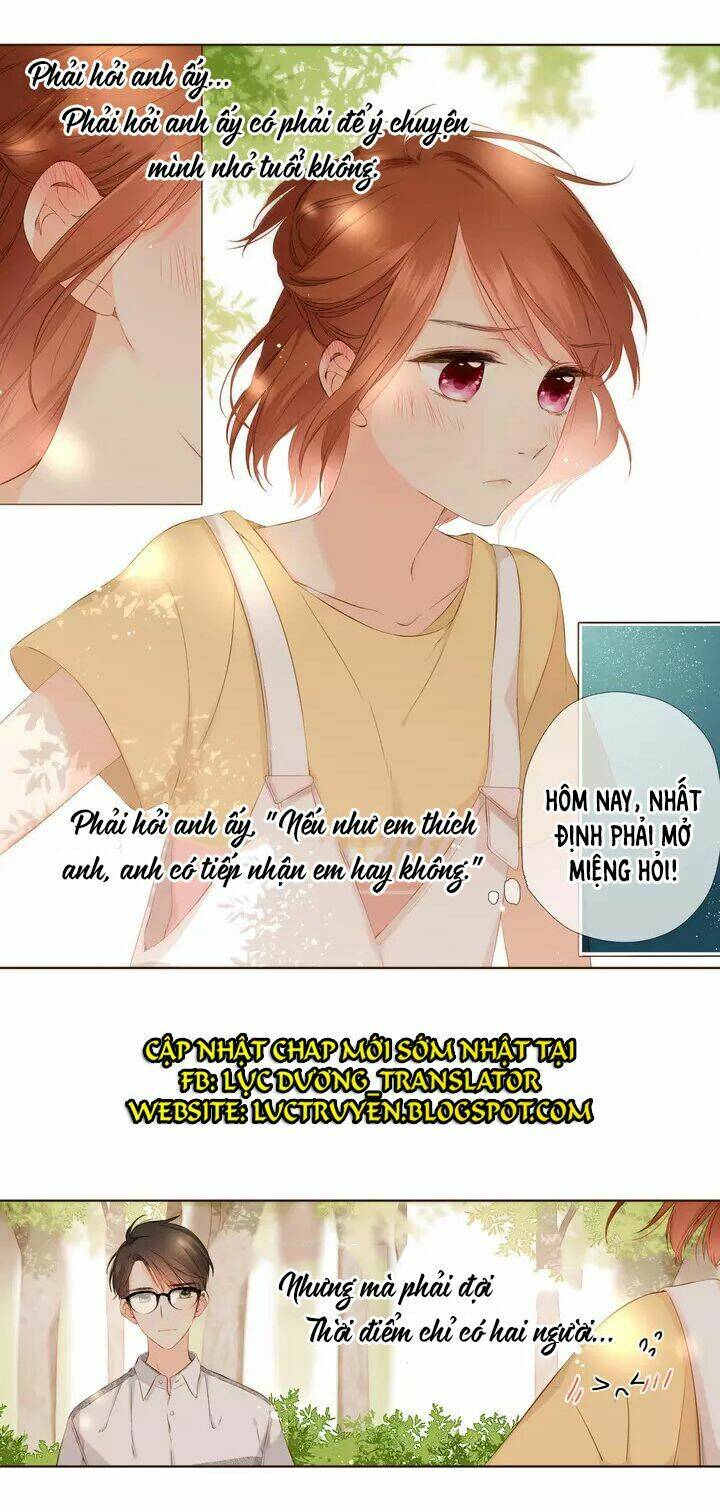 Phải hỏi anh ấy...
Phải hỏi anh ấy có phải để ý chuyện
mình nhỏ tuổi không.
HÔM NAY, NHẤT
ĐỊNH PHẢI MỞ
MIỆNG HỎI!
Phải hỏi anh ấy, "Nếu như em thích
anh, anh có tiếp nhận em hay không."
CẬP NHẬT CHAP MỚI SỚM NHẤT TẠI
FB: LỤC DƯƠNG_TRANSLATOR
WEBSITE: LUCTRUYEN.BLOGSPOT.COM
Nhưng mà phải đợi
Thời điểm chỉ có hai người...